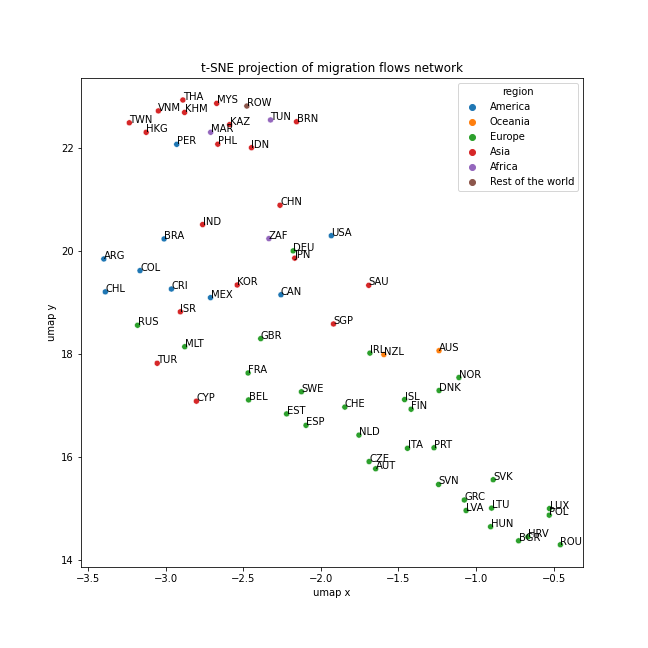 t-SNE projection of migration flows network
region
America
Oceania
Europe
Asia
Africa
Rest of the world
THA
MYS
ROW
VNM
KHM
TWN
HKG
MAR
KAZ
TUN
BRN
PER
PHL
IDN
CHN
IND
BRA
ZAF
USA
DEU
JPN
ARG
COL
CHL
CRI
MEX
KOR
CAN
SAU
ISR
RUS
SGP
MLT
GBR
IRL
NZL
AUS
TUR
FRA
NOR
CYP
BEL
SWE
DNK
EST
ESP
CHE
ISL
FIN
NLD
ITA
PRT
CZE
AUT
SVN
SVK
GRC
LVA
LTU
LUX
POL
HUN
BGR
HRV
ROU
22
20
18
16
14
umap y
−3.5 −3.0 −2.5 −2.0 −1.5 −1.0 −0.5
umap x